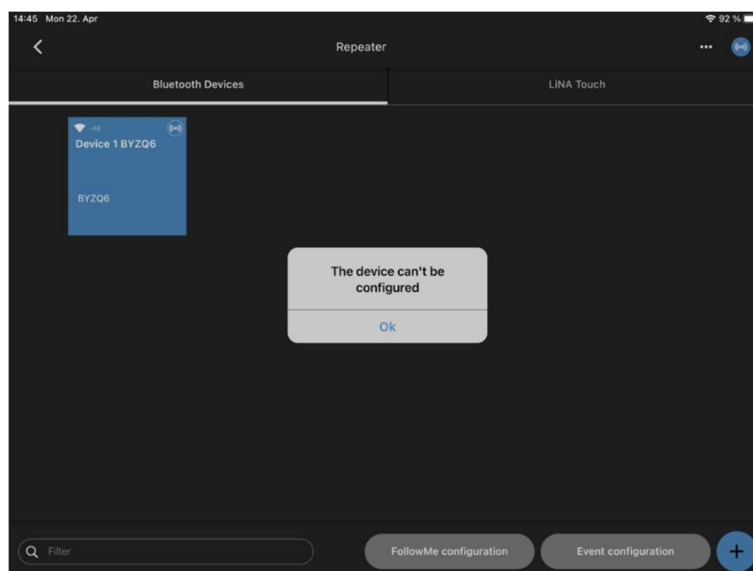 14:45 Mon 22. Apr
92 %
Repeater
Bluetooth Devices
LiNA Touch
-48
Device 1 BYZQ6
BYZQ6
The device can't be
configured
Ok
Filter
FollowMe configuration
Event configuration